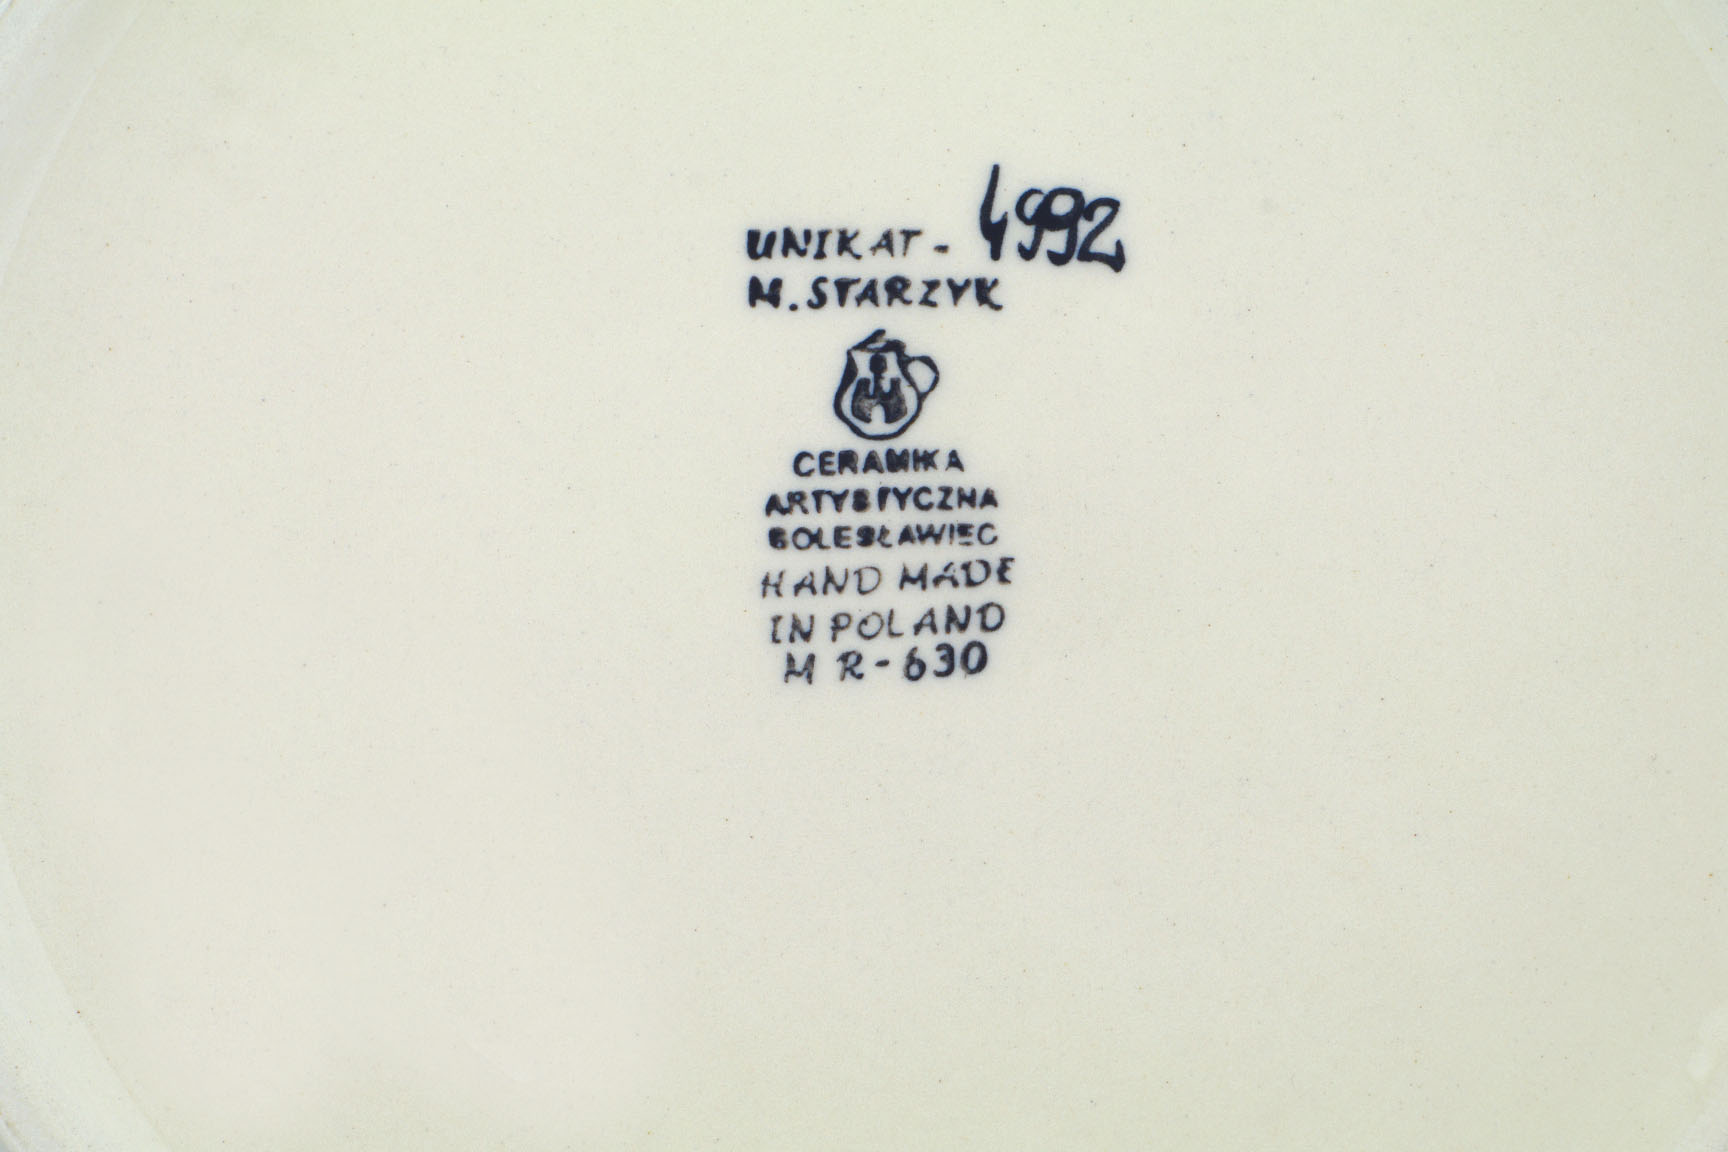 UNIKAT - 4992
M. STARZYK
CERAMIKA
ARTYSTYCZNA
BOLESŁAWIEC
HAND MADE
IN POLAND
M R-630